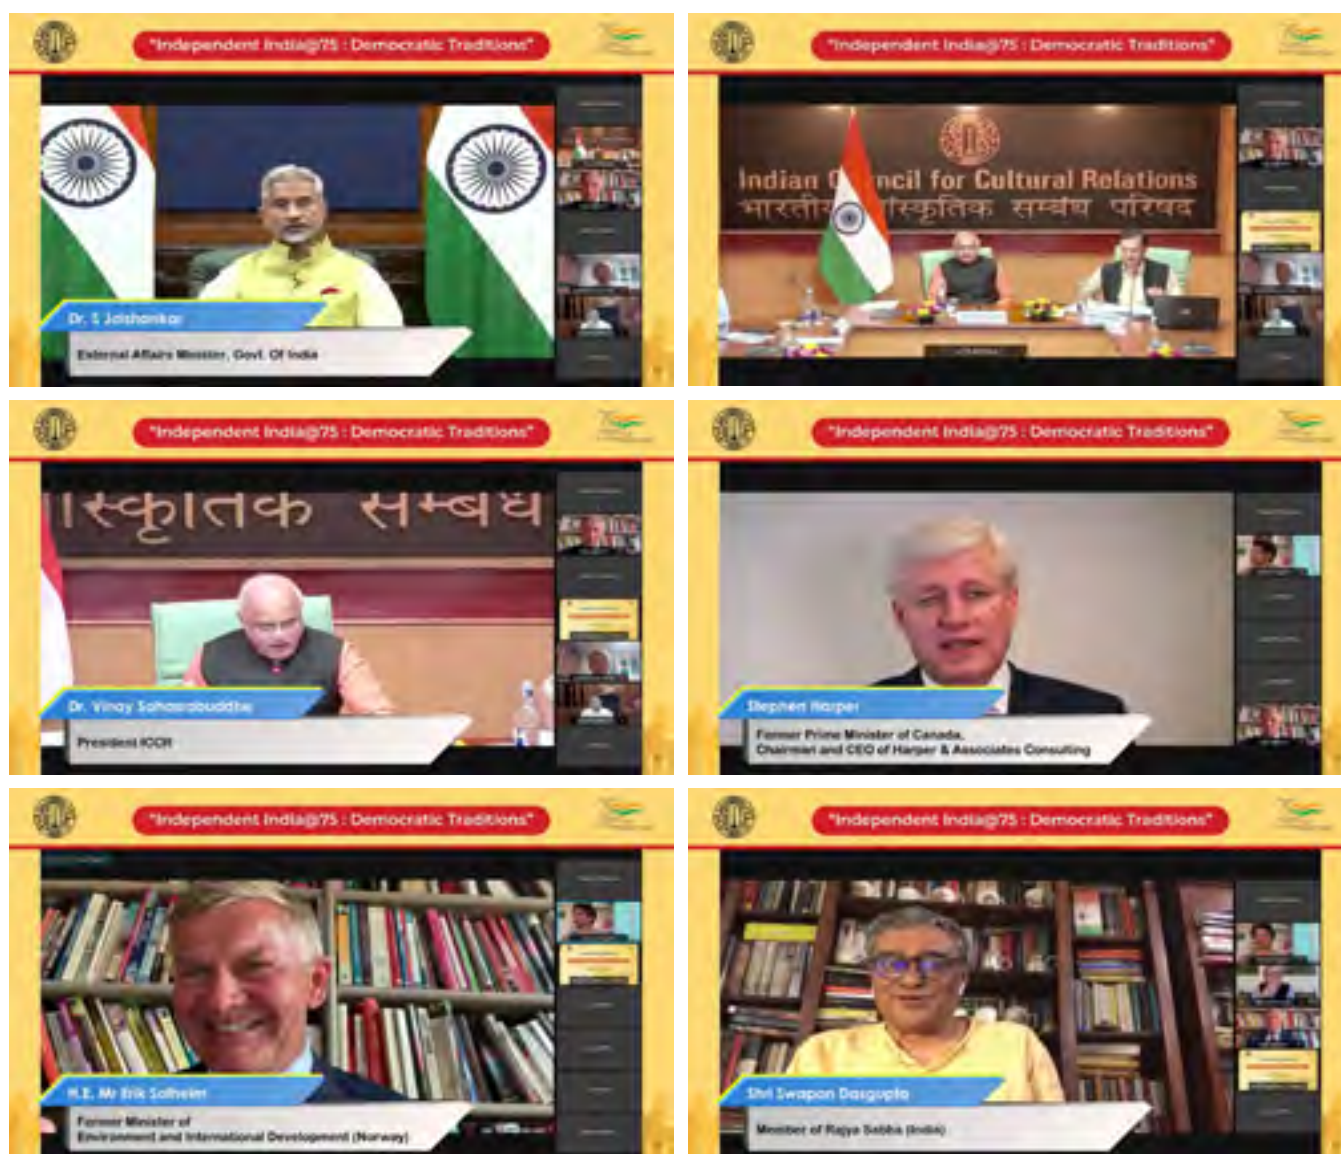 "Independent India@75 : Democratic Traditions"
Dr. S Jaishankar
External Affairs Minister, Govt. Of India
"Independent India@75 : Democratic Traditions"
Indian Council for Cultural Relations
भारतीय सांस्कृतिक सम्बंध परिषद
"Independent India@75 : Democratic Traditions"
स्कृतिक सम्बंध
Dr. Vinay Sahasrabuddhe
President ICCR
"Independent India@75 : Democratic Traditions"
Stephen Harper
Former Prime Minister of Canada,
Chairman and CEO of Harper & Associates Consulting
"Independent India@75 : Democratic Traditions"
H.E. Mr Erik Solheim
Former Minister of
Environment and International Development (Norway)
"Independent India@75 : Democratic Traditions"
Shri Swapan Dasgupta
Member of Rajya Sabha (India)